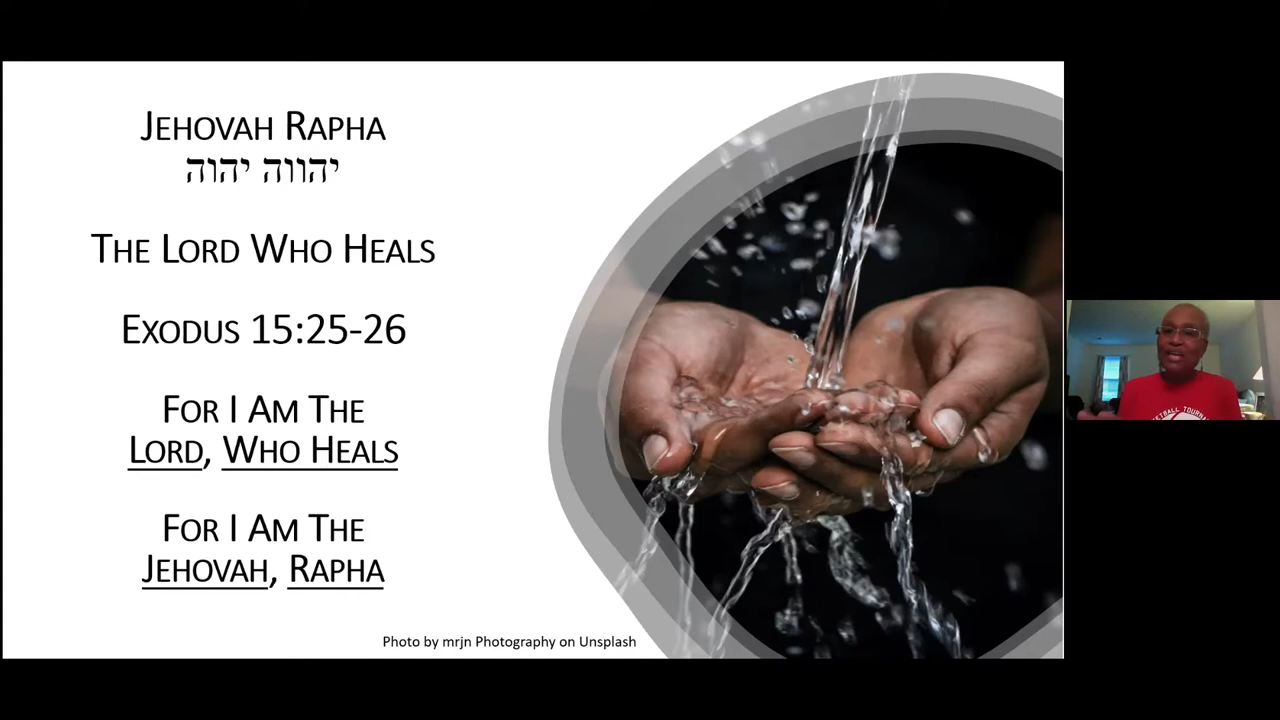 JEHOVAH RAPHA
יהווה יהוה
THE LORD WHO HEALS
EXODUS 15:25-26
FOR I AM THE
LORD, WHO HEALS
FOR I AM THE
JEHOVAH, RAPHA
Photo by mrjn Photography on Unsplash